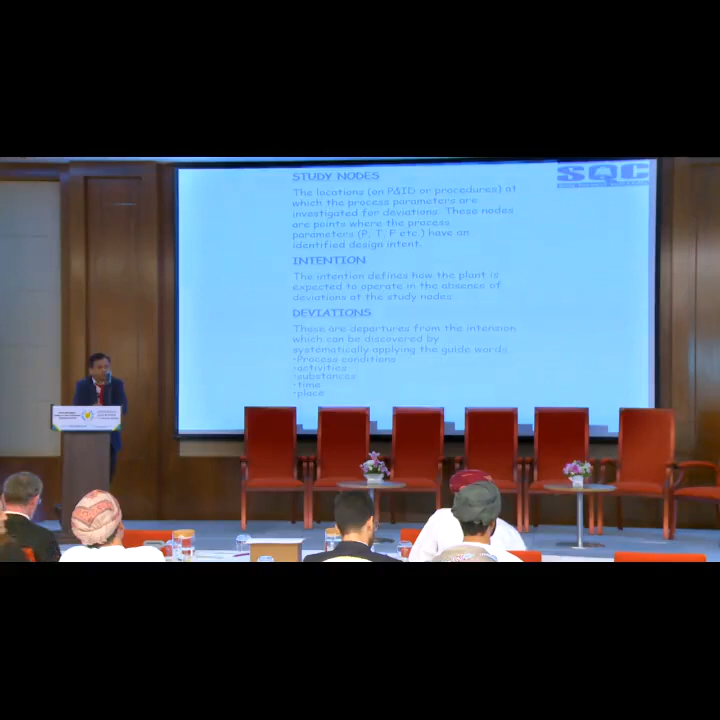 STUDY NODES
SQC
The locations (on P&ID or procedures) at
which the process parameters are
investigated for deviations. These nodes
are points where the process
parameters (P, T, F etc.) have an
identified design intent.
INTENTION
The intention defines how the plant is
expected to operate in the absence of
deviations at the study nodes.
DEVIATIONS
These are departures from the intension
which can be discovered by
systematically applying the guide words
•Process conditions
•activities
•substances
•time
•place